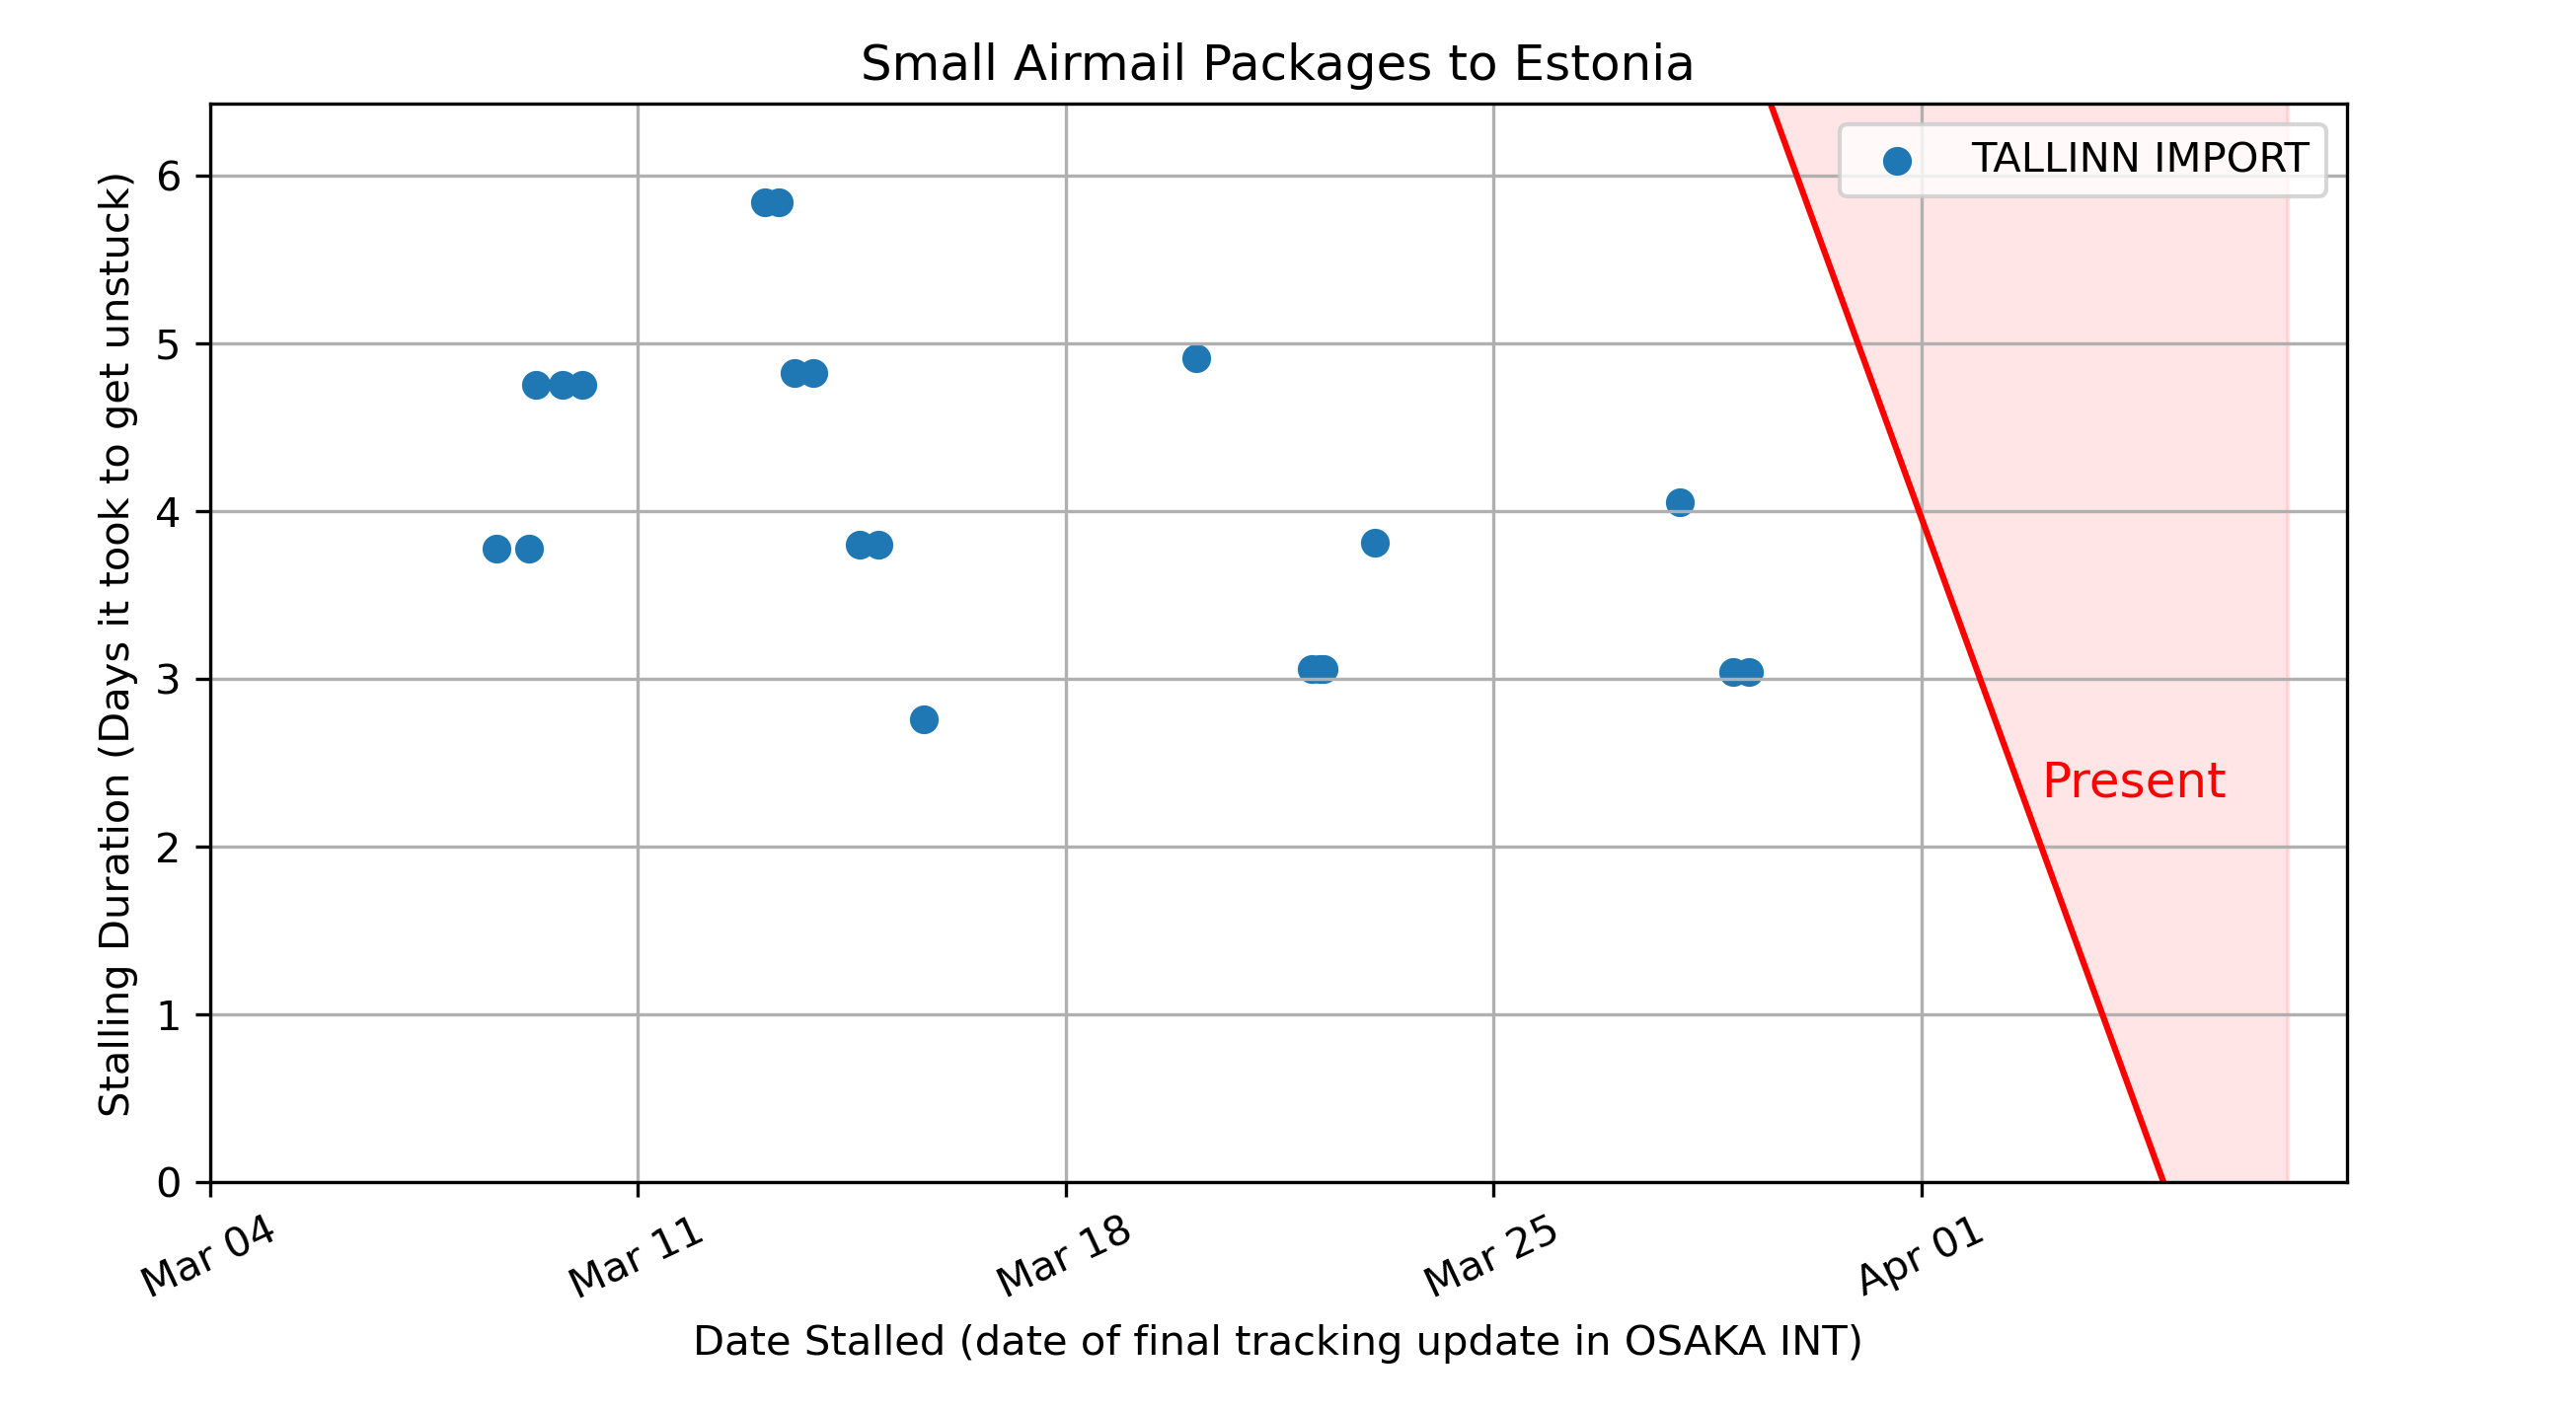 Small Airmail Packages to Estonia
Stalling Duration (Days it took to get unstuck)
6
5
4
3
2
1
0
TALLINN IMPORT
Present
Mar 04
Mar 11
Mar 18
Mar 25
Apr 01
Date Stalled (date of final tracking update in OSAKA INT)